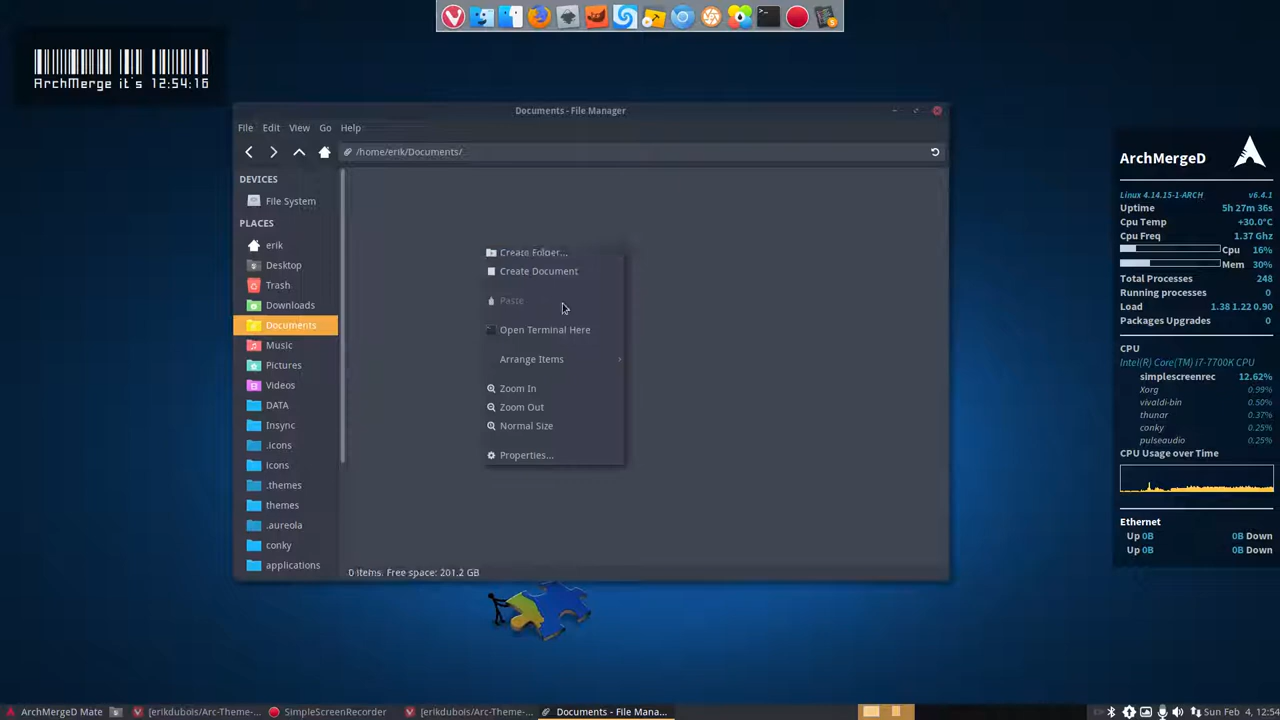 ArchMerge it's 12:54:16
Documents - File Manager
File Edit View Go Help
/home/erik/Documents/
DEVICES
File System
PLACES
erik
Desktop
Trash
Downloads
Documents
Music
Pictures
Videos
DATA
Insync
.icons
icons
.themes
themes
.aureola
conky
applications
Create Folder...
Create Document
Paste
Open Terminal Here
Arrange Items
Zoom In
Zoom Out
Normal Size
Properties...
0 items. Free space: 201.2 GB
ArchMergeD
Linux 4.14.15-1-ARCH v6.4.1
Uptime 5h 27m 36s
Cpu Temp +30.0°C
Cpu Freq 1.37 Ghz
Cpu 16%
Mem 30%
Total Processes 248
Running processes 0
Load 1.38 1.22 0.90
Packages Upgrades 0
CPU
Intel(R) Core(TM) i7-7700K CPU
simplescreenrec 12.62%
Xorg 0.99%
vivaldi-bin 0.50%
thunar 0.37%
conky 0.25%
pulseaudio 0.25%
CPU Usage over Time
Ethernet
Up 0B 0B Down
Up 0B 0B Down
ArchMergeD Mate [erikdubois/Arc-Theme-... SimpleScreenRecorder [erikdubois/Arc-Theme-... Documents - File Mana... Sun Feb 4, 12:54